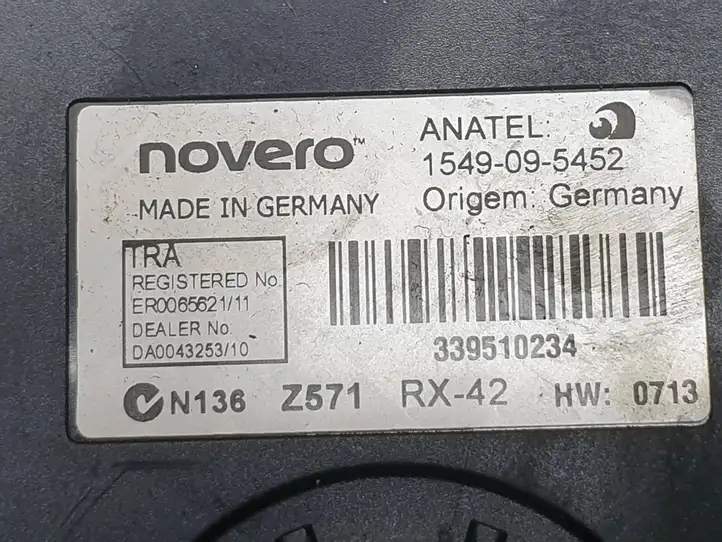 novero™
MADE IN GERMANY
ANATEL:
1549-09-5452
Origem: Germany
TRA
REGISTERED No.
ER0065621/11
DEALER No.
DA0043253/10
339510234
N136 Z571 RX-42 HW: 0713